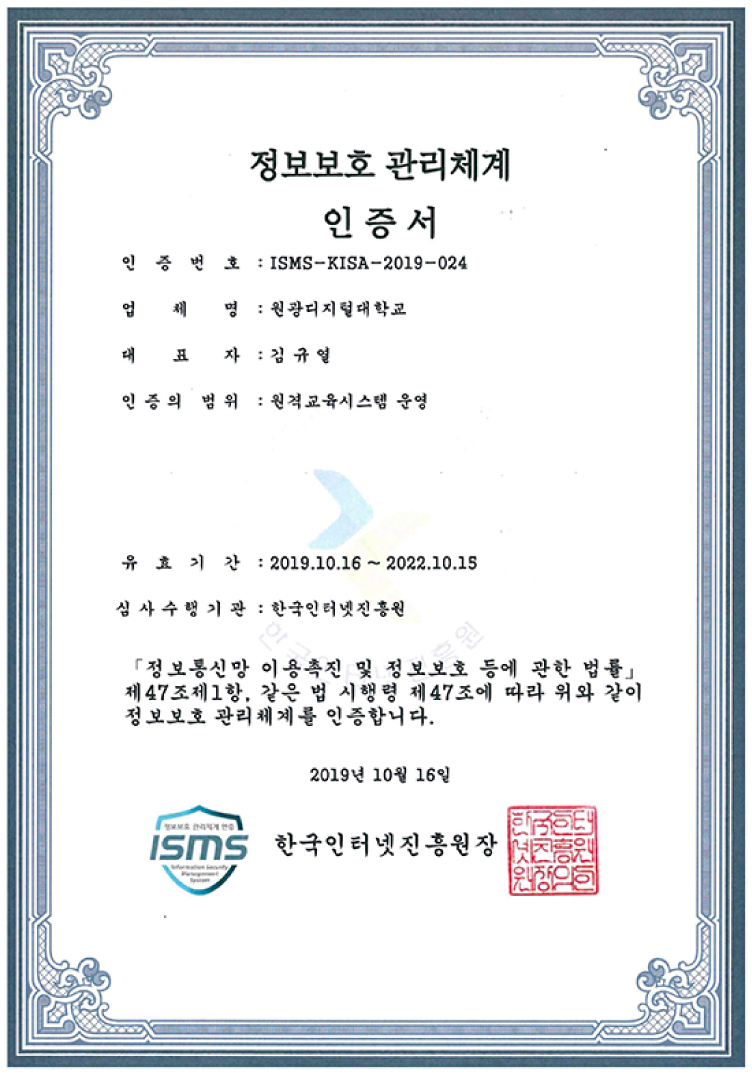 정보보호 관리체계
인증서
인 증 번 호 : ISMS-KISA-2019-024
업 체 명 : 원광디지털대학교
대 표 자 : 김규열
인증의 범위 : 원격교육시스템 운영
유 효 기 간 : 2019.10.16 ~ 2022.10.15
심사수행기관 : 한국인터넷진흥원
「정보통신망 이용촉진 및 정보보호 등에 관한 법률」
제47조제1항, 같은 법 시행령 제47조에 따라 위와 같이
정보보호 관리체계를 인증합니다.
2019년 10월 16일
정보보호 관리체계 인증
ISMS
Information Security
Management
System
한국인터넷진흥원장
한국인터
넷진흥원
원장의인